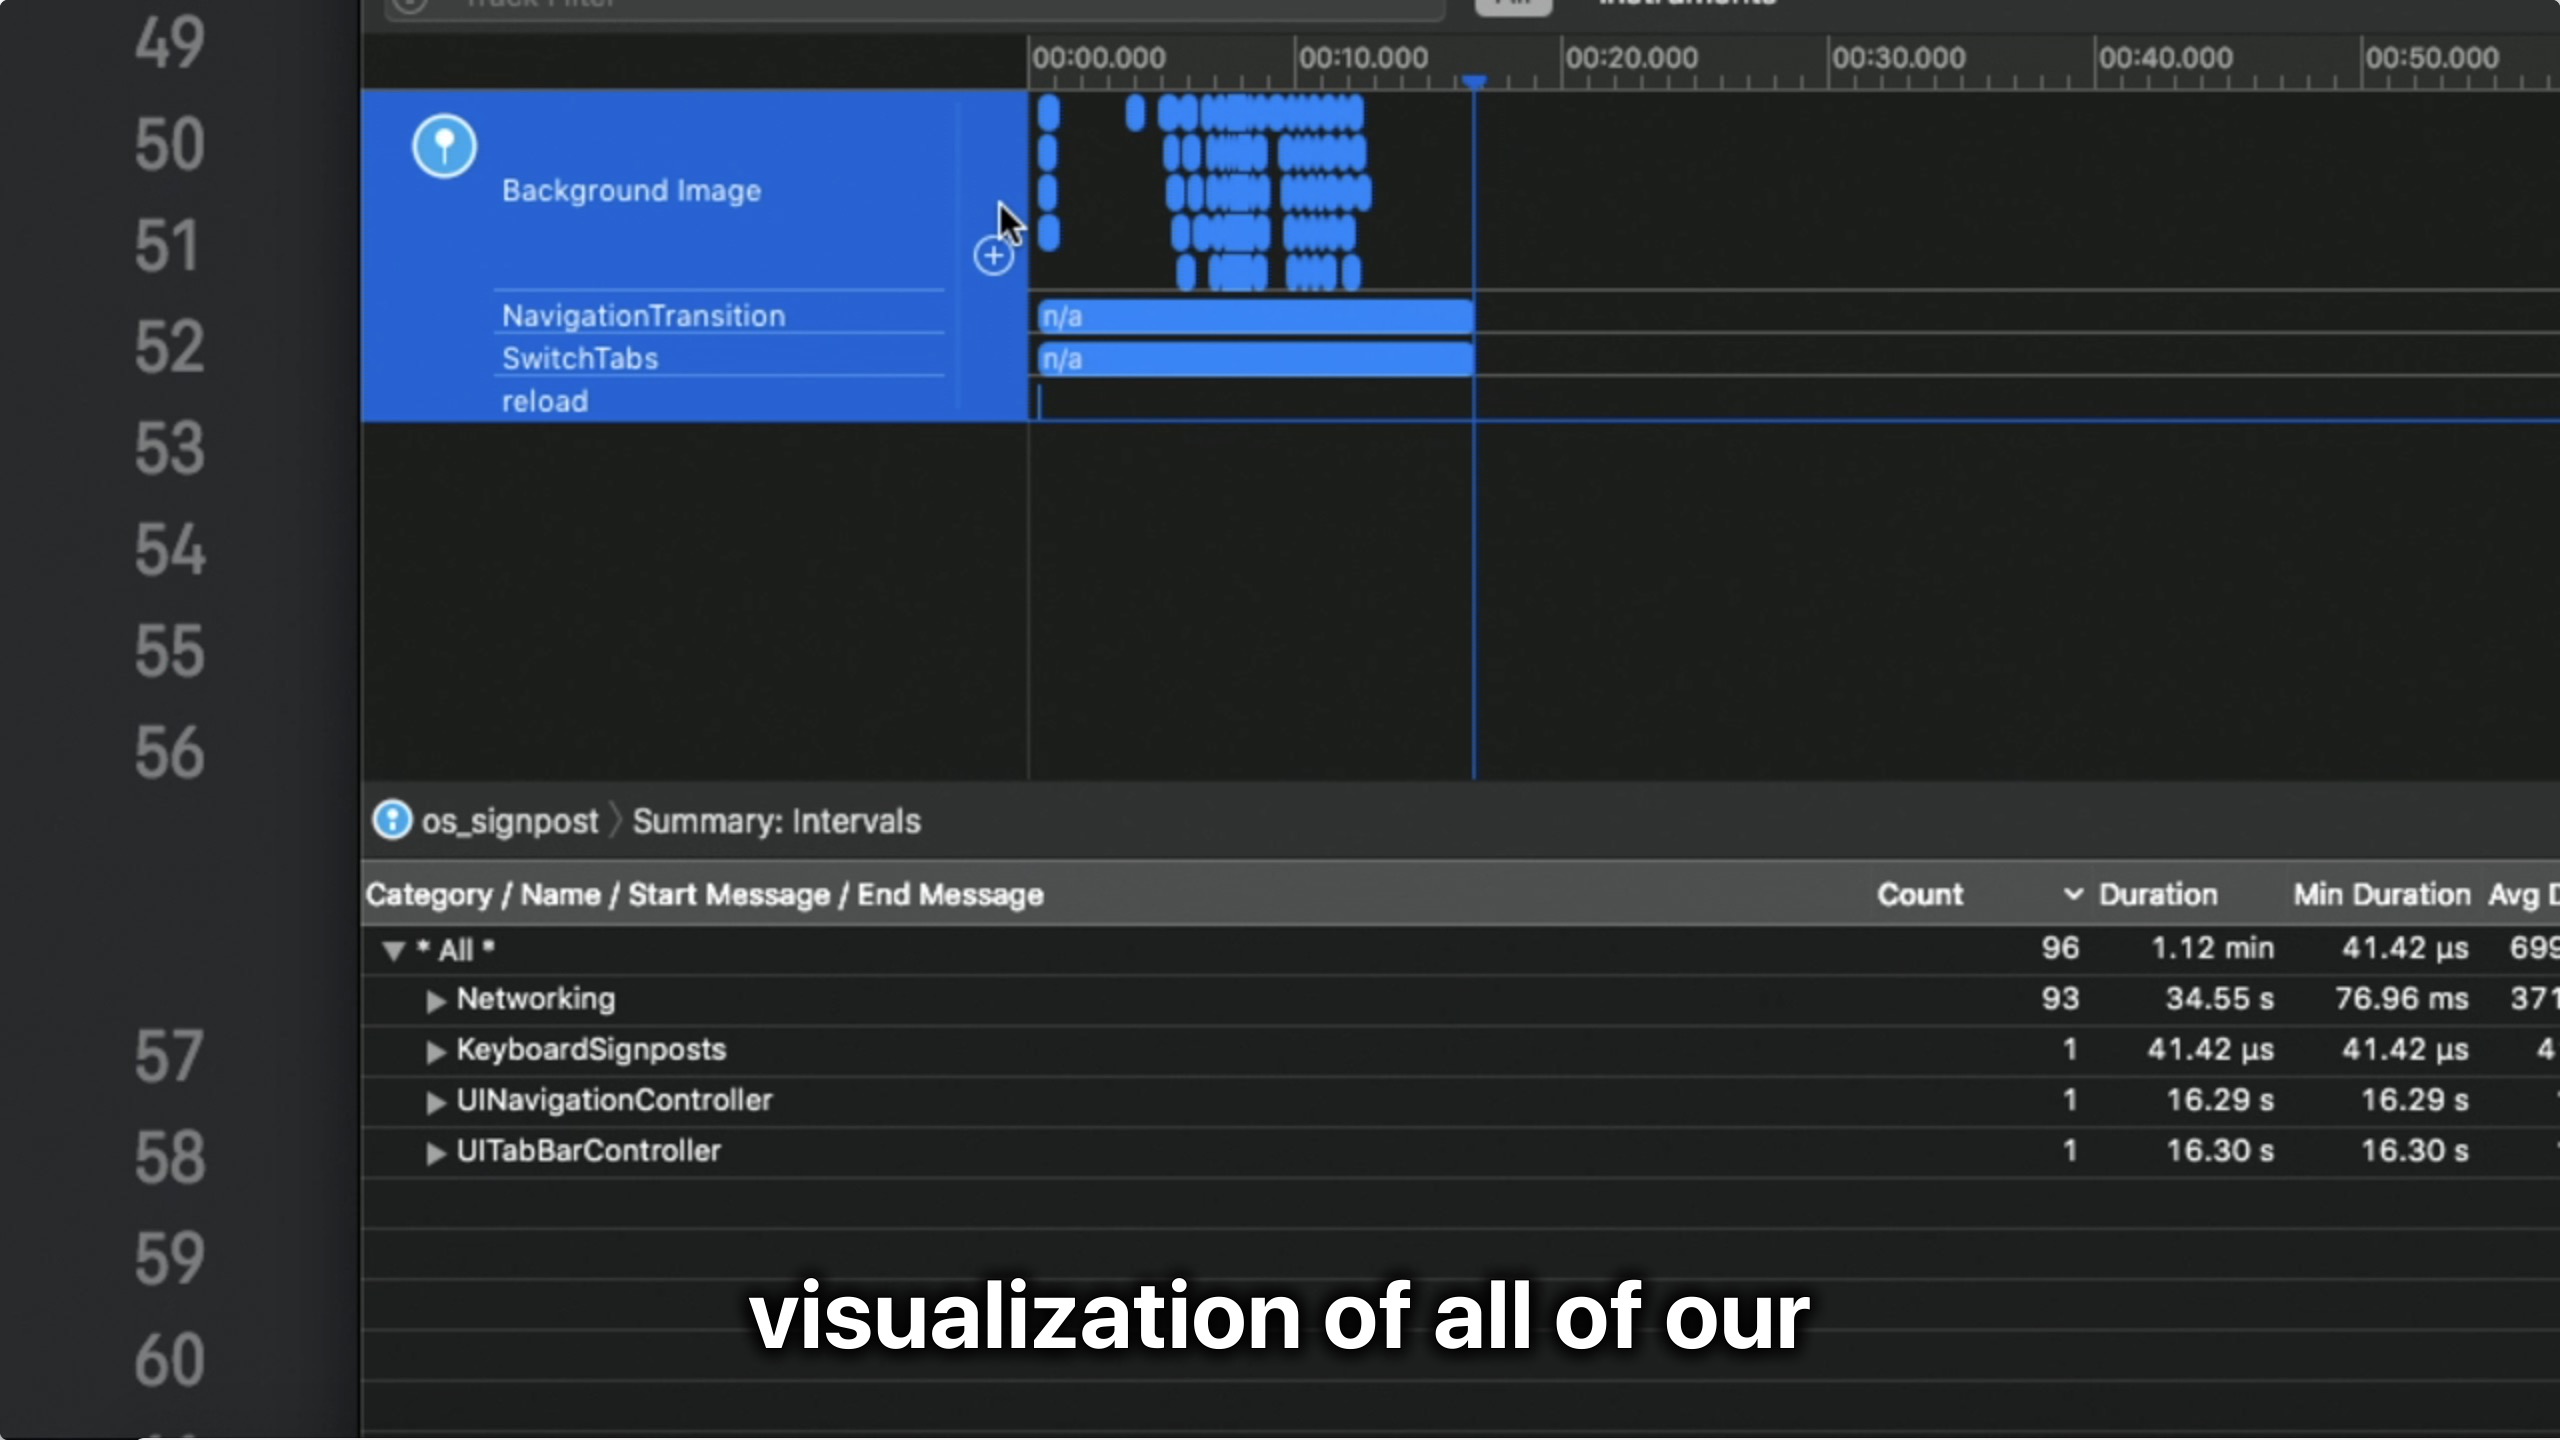 49
50
51
52
53
54
55
56
57
58
59
60
00:00.000 00:10.000 00:20.000 00:30.000 00:40.000 00:50.000
Background Image
NavigationTransition n/a
SwitchTabs n/a
reload
os_signpost 〉 Summary: Intervals
Category / Name / Start Message / End Message Count Duration Min Duration Avg
* All * 96 1.12 min 41.42 µs 699
Networking 93 34.55 s 76.96 ms 371
KeyboardSignposts 1 41.42 µs 41.42 µs 4
UINavigationController 1 16.29 s 16.29 s
UITabBarController 1 16.30 s 16.30 s
visualization of all of our